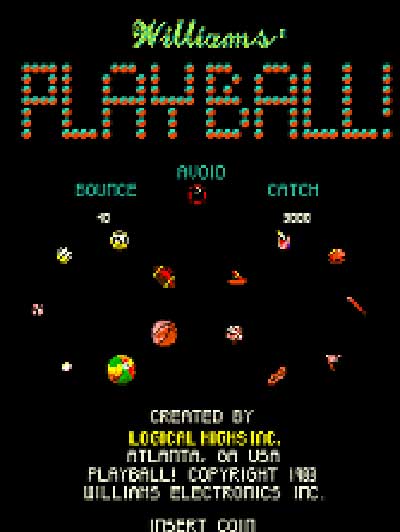 Williams'
PLAYBALL!
AVOID
BOUNCE CATCH
40 3000
CREATED BY
LOGICAL HIGHS INC.
ATLANTA, GA USA
PLAYBALL! COPYRIGHT 1983
WILLIAMS ELECTRONICS INC.
INSERT COIN